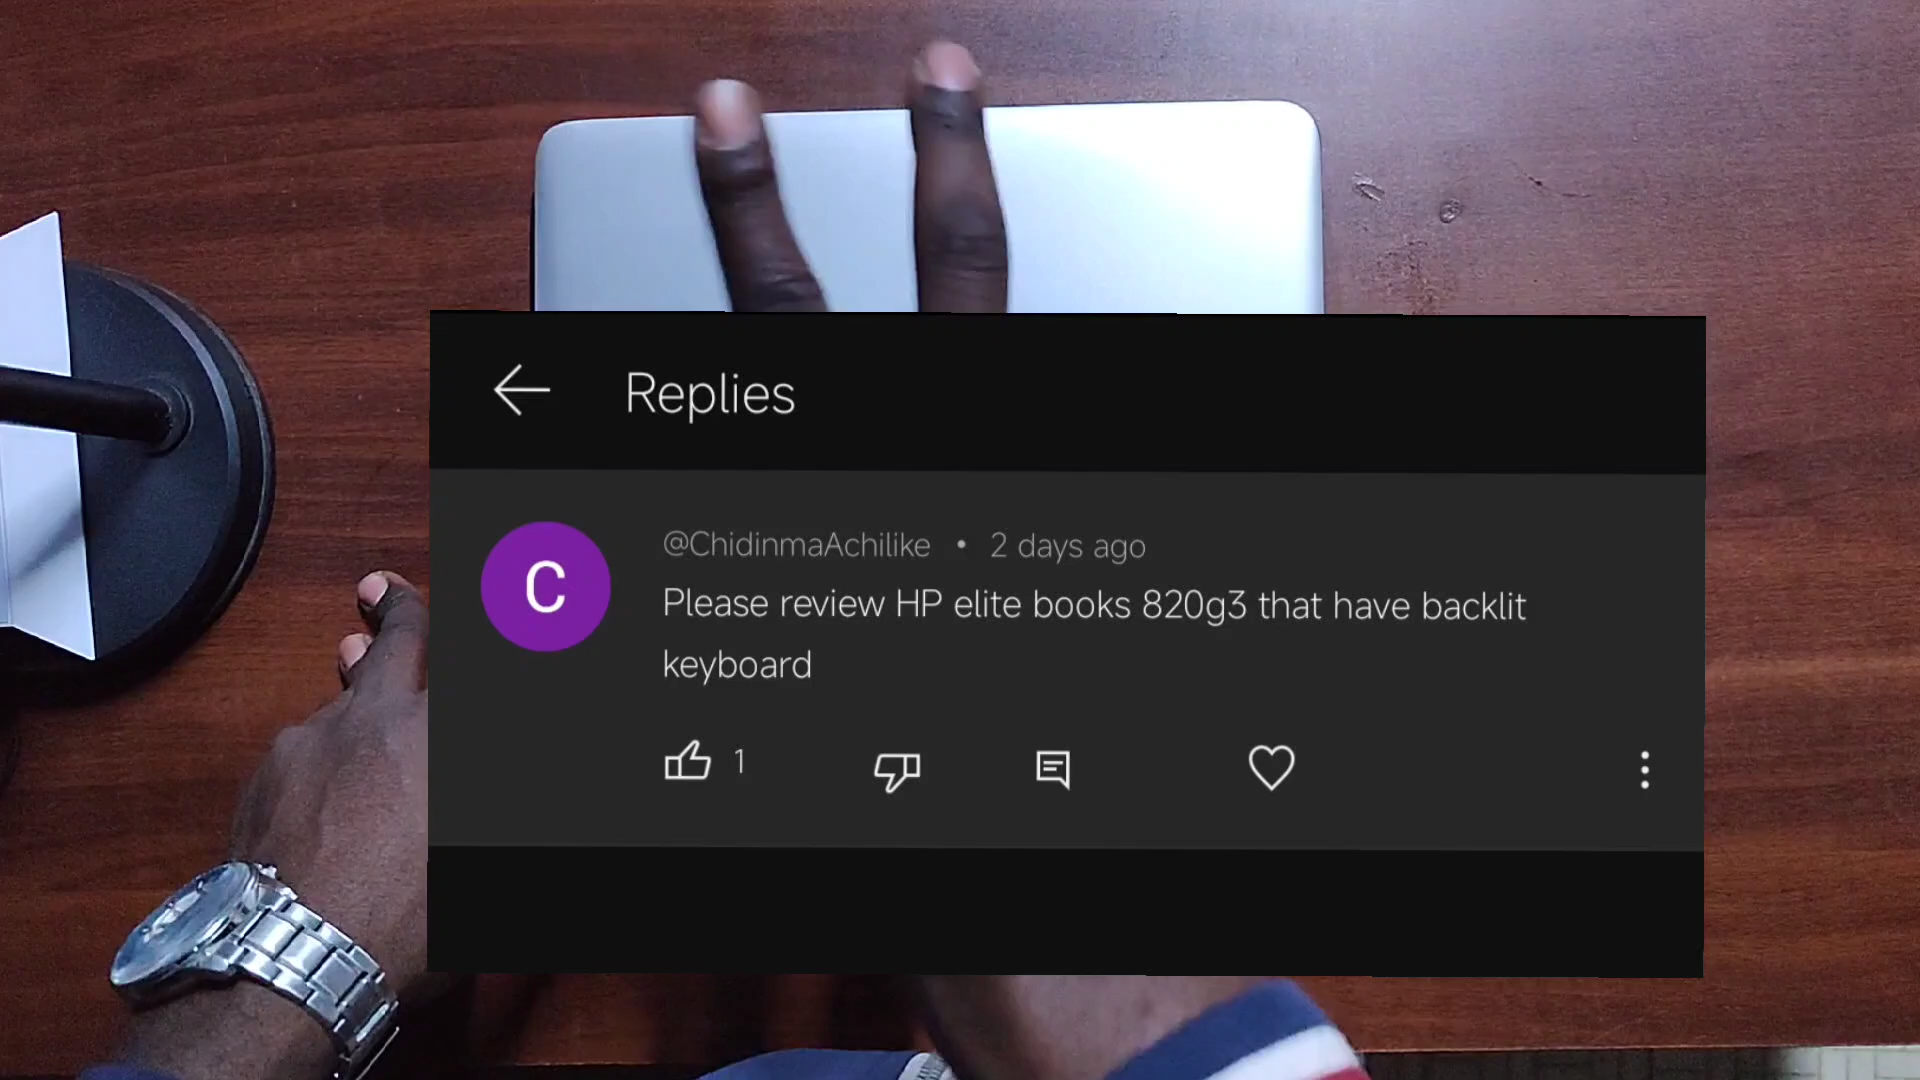 Replies
C
@ChidinmaAchilike • 2 days ago
Please review HP elite books 820g3 that have backlit
keyboard
1